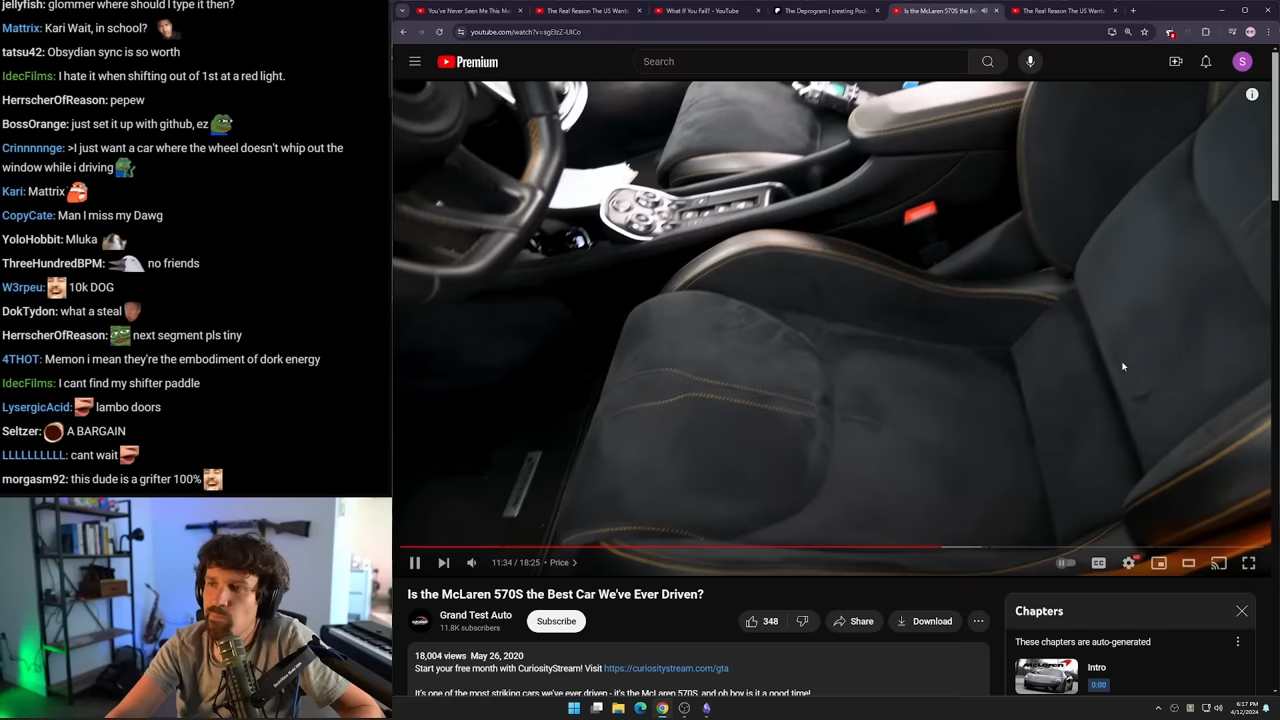 jellyfish: glommer where should I type it then?
Mattrix: Kari Wait, in school?
tatsu42: Obsydian sync is so worth
IdecFilms: I hate it when shifting out of 1st at a red light.
HerrscherOfReason: pepew
BossOrange: just set it up with github, ez
Crinnnnnge: >I just want a car where the wheel doesn't whip out the
window while i driving
Kari: Mattrix
CopyCate: Man I miss my Dawg
YoloHobbit: Mluka
ThreeHundredBPM: no friends
W3rpeu: 10k DOG
DokTydon: what a steal
HerrscherOfReason: next segment pls tiny
4THOT: Memon i mean they're the embodiment of dork energy
IdecFilms: I cant find my shifter paddle
LysergicAcid: lambo doors
Seltzer: A BARGAIN
LLLLLLLLLL: cant wait
morgasm92: this dude is a grifter 100%
You've Never Seen Me This Ma
The Real Reason The US Wants
What If You Fail? - YouTube
The Deprogram | creating Pod
Is the McLaren 570S the Be
The Real Reason The US Wants
youtube.com/watch?v=sgElzZ-UlCo
Premium
Search
S
11:34 / 18:25 • Price
Is the McLaren 570S the Best Car We've Ever Driven?
Grand Test Auto
11.8K subscribers
Subscribe
348
Share
Download
18,004 views May 26, 2020
Start your free month with CuriosityStream! Visit https://curiositystream.com/gta
It's one of the most striking cars we've ever driven - it's the McLaren 570S, and oh boy is it a good time!
Chapters
These chapters are auto-generated
Intro
0:00
6:37 PM
4/12/2024